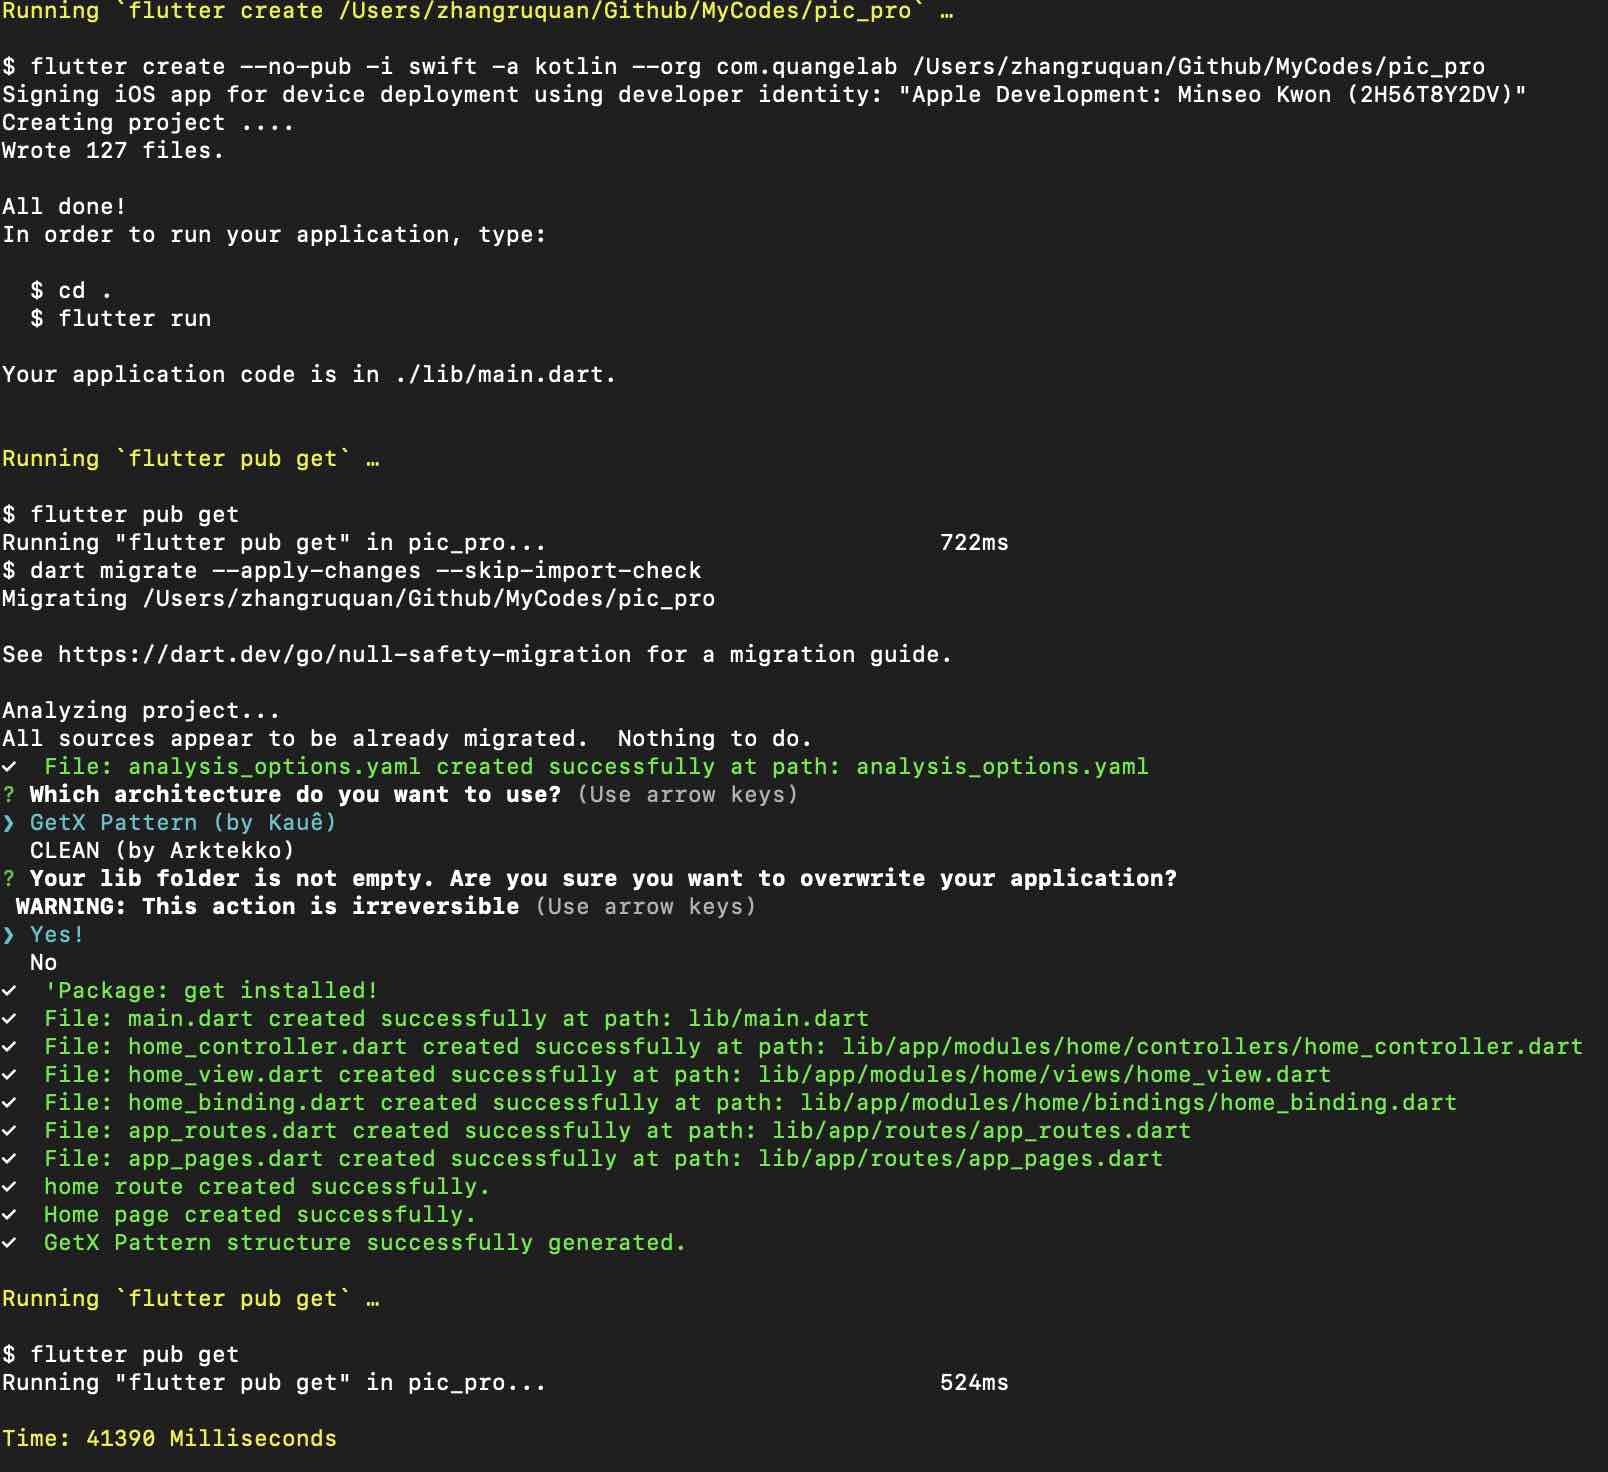 Running `flutter create /Users/zhangruquan/Github/MyCodes/pic_pro` …
$ flutter create --no-pub -i swift -a kotlin --org com.quangelab /Users/zhangruquan/Github/MyCodes/pic_pro
Signing iOS app for device deployment using developer identity: "Apple Development: Minseo Kwon (2H56T8Y2DV)"
Creating project ....
Wrote 127 files.
All done!
In order to run your application, type:
$ cd .
$ flutter run
Your application code is in ./lib/main.dart.
Running `flutter pub get` …
$ flutter pub get
Running "flutter pub get" in pic_pro... 722ms
$ dart migrate --apply-changes --skip-import-check
Migrating /Users/zhangruquan/Github/MyCodes/pic_pro
See https://dart.dev/go/null-safety-migration for a migration guide.
Analyzing project...
All sources appear to be already migrated.  Nothing to do.
✓  File: analysis_options.yaml created successfully at path: analysis_options.yaml
? Which architecture do you want to use? (Use arrow keys)
❯ GetX Pattern (by Kauê)
CLEAN (by Arktekko)
? Your lib folder is not empty. Are you sure you want to overwrite your application?
WARNING: This action is irreversible (Use arrow keys)
❯ Yes!
No
✓  'Package: get installed!
✓  File: main.dart created successfully at path: lib/main.dart
✓  File: home_controller.dart created successfully at path: lib/app/modules/home/controllers/home_controller.dart
✓  File: home_view.dart created successfully at path: lib/app/modules/home/views/home_view.dart
✓  File: home_binding.dart created successfully at path: lib/app/modules/home/bindings/home_binding.dart
✓  File: app_routes.dart created successfully at path: lib/app/routes/app_routes.dart
✓  File: app_pages.dart created successfully at path: lib/app/routes/app_pages.dart
✓  home route created successfully.
✓  Home page created successfully.
✓  GetX Pattern structure successfully generated.
Running `flutter pub get` …
$ flutter pub get
Running "flutter pub get" in pic_pro... 524ms
Time: 41390 Milliseconds